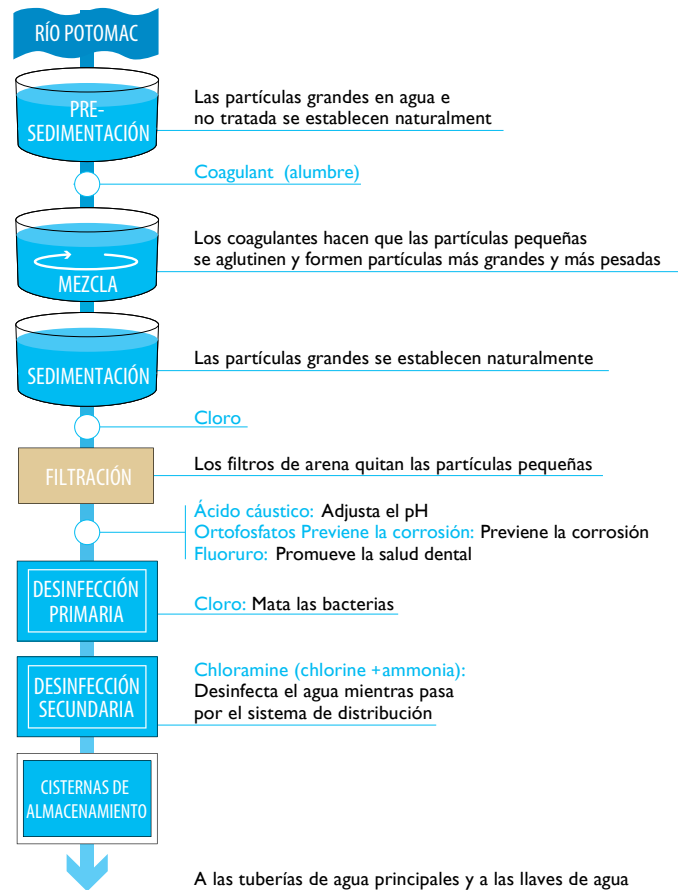 RÍO POTOMAC
PRE-
SEDIMENTACIÓN
Las partículas grandes en agua e
no tratada se establecen naturalment
Coagulant (alumbre)
Los coagulantes hacen que las partículas pequeñas
se aglutinen y formen partículas más grandes y más pesadas
MEZCLA
SEDIMENTACIÓN
Las partículas grandes se establecen naturalmente
Cloro
FILTRACIÓN
Los filtros de arena quitan las partículas pequeñas
Ácido cáustico: Adjusta el pH
Ortofosfatos Previene la corrosión: Previene la corrosión
Fluoruro: Promueve la salud dental
DESINFECCIÓN
PRIMARIA
Cloro: Mata las bacterias
DESINFECCIÓN
SECUNDARIA
Chloramine (chlorine +ammonia):
Desinfecta el agua mientras pasa
por el sistema de distribución
CISTERNAS DE
ALMACENAMIENTO
A las tuberías de agua principales y a las llaves de agua